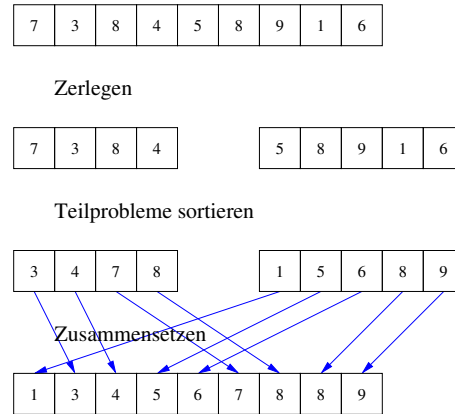 7 3 8 4 5 8 9 1 6
Zerlegen
7 3 8 4 5 8 9 1 6
Teilprobleme sortieren
3 4 7 8 1 5 6 8 9
Zusammensetzen
1 3 4 5 6 7 8 8 9